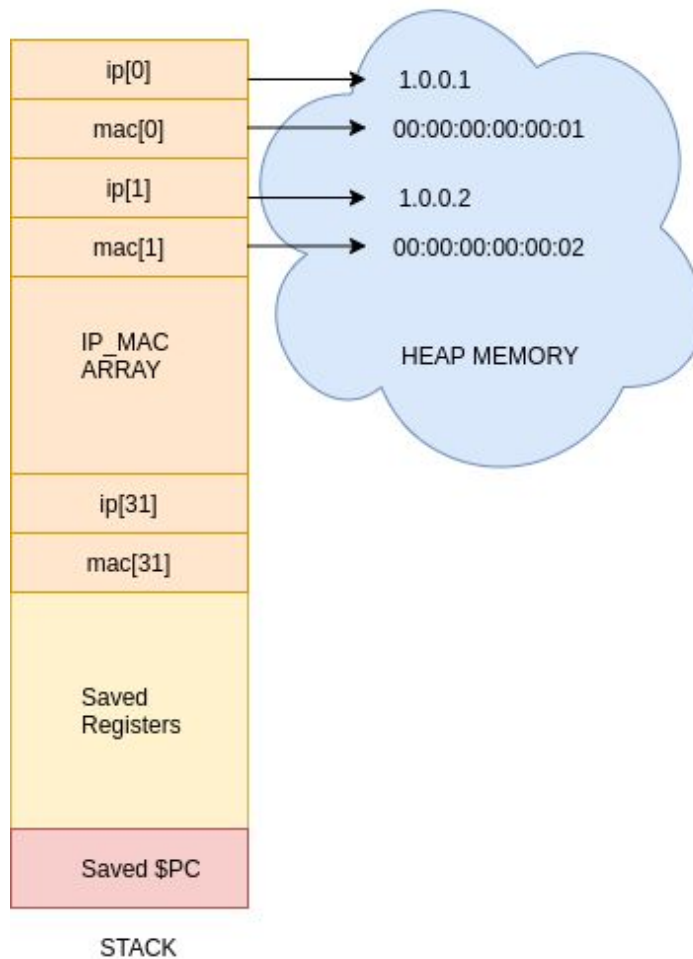 ip[0]
1.0.0.1
mac[0]
00:00:00:00:00:01
ip[1]
1.0.0.2
mac[1]
00:00:00:00:00:02
IP_MAC
ARRAY
HEAP MEMORY
ip[31]
mac[31]
Saved
Registers
Saved $PC
STACK